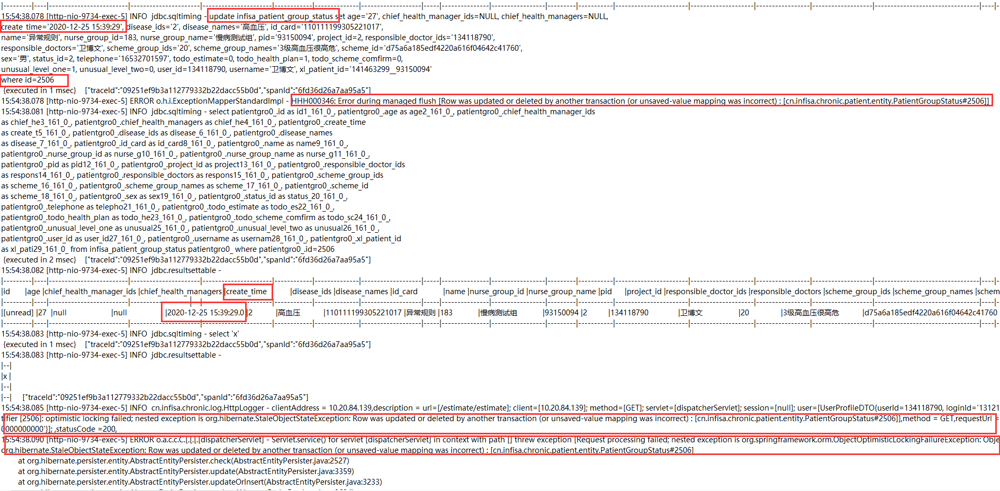 |---------|---|------------------------|---------------------|---------------------|------------|--------------|------------------|-----|---------------|-----------------|----------|-----------|-----------------------|--------------------|------------------|--------------------|----
15:54:38.078 [http-nio-9734-exec-5] INFO  jdbc.sqltiming - update infisa_patient_group_status set age='27', chief_health_manager_ids=NULL, chief_health_managers=NULL,
create_time='2020-12-25 15:39:29', disease_ids='2', disease_names='高血压', id_card='110111199305221017',
name='异常规则', nurse_group_id=183, nurse_group_name='慢病测试组', pid='93150094', project_id=2, responsible_doctor_ids='134118790',
responsible_doctors='卫博文', scheme_group_ids='20', scheme_group_names='3级高血压很高危', scheme_id='d75a6a185edf4220a616f04642c41760',
sex='男', status_id=2, telephone='16532701597', todo_estimate=0, todo_health_plan=1, todo_scheme_comfirm=0,
unusual_level_one=1, unusual_level_two=0, user_id=134118790, username='卫博文', xl_patient_id='141463299__93150094'
where id=2506
{executed in 1 msec}    ["traceId":"09251ef9b3a112779332b22dacc55b0d","spanId":"6fd36d26a7aa95a5"]
15:54:38.078 [http-nio-9734-exec-5] ERROR o.h.i.ExceptionMapperStandardImpl - HHH000346: Error during managed flush [Row was updated or deleted by another transaction (or unsaved-value mapping was incorrect) : [cn.infisa.chronic.patient.entity.PatientGroupStatus#2506]]
15:54:38.081 [http-nio-9734-exec-5] INFO  jdbc.sqltiming - select patientgro0_.id as id1_161_0_, patientgro0_.age as age2_161_0_, patientgro0_.chief_health_manager_ids
as chief_he3_161_0_, patientgro0_.chief_health_managers as chief_he4_161_0_, patientgro0_.create_time
as create_t5_161_0_, patientgro0_.disease_ids as disease_6_161_0_, patientgro0_.disease_names
as disease_7_161_0_, patientgro0_.id_card as id_card8_161_0_, patientgro0_.name as name9_161_0_,
patientgro0_.nurse_group_id as nurse_g10_161_0_, patientgro0_.nurse_group_name as nurse_g11_161_0_,
patientgro0_.pid as pid12_161_0_, patientgro0_.project_id as project13_161_0_, patientgro0_.responsible_doctor_ids
as respons14_161_0_, patientgro0_.responsible_doctors as respons15_161_0_, patientgro0_.scheme_group_ids
as scheme_16_161_0_, patientgro0_.scheme_group_names as scheme_17_161_0_, patientgro0_.scheme_id
as scheme_18_161_0_, patientgro0_.sex as sex19_161_0_, patientgro0_.status_id as status_20_161_0_,
patientgro0_.telephone as telepho21_161_0_, patientgro0_.todo_estimate as todo_es22_161_0_,
patientgro0_.todo_health_plan as todo_he23_161_0_, patientgro0_.todo_scheme_comfirm as todo_sc24_161_0_,
patientgro0_.unusual_level_one as unusual25_161_0_, patientgro0_.unusual_level_two as unusual26_161_0_,
patientgro0_.user_id as user_id27_161_0_, patientgro0_.username as usernam28_161_0_, patientgro0_.xl_patient_id
as xl_pati29_161_0_ from infisa_patient_group_status patientgro0_ where patientgro0_.id=2506
{executed in 2 msec}    ["traceId":"09251ef9b3a112779332b22dacc55b0d","spanId":"6fd36d26a7aa95a5"]
15:54:38.082 [http-nio-9734-exec-5] INFO  jdbc.resultsettable -
|---------|---|------------------------|---------------------|---------------------|------------|--------------|------------------|-----|---------------|-----------------|----------|-----------|-----------------------|--------------------|------------------|--------------------|----
|id |age |chief_health_manager_ids |chief_health_managers |create_time |disease_ids |disease_names |id_card |name |nurse_group_id |nurse_group_name |pid |project_id |responsible_doctor_ids |responsible_doctors |scheme_group_ids |scheme_group_names |schem
|---------|---|------------------------|---------------------|---------------------|------------|--------------|------------------|-----|---------------|-----------------|----------|-----------|-----------------------|--------------------|------------------|--------------------|----
|[unread] |27 |null |null |2020-12-25 15:39:29.0 |2 |高血压 |110111199305221017 |异常规则 |183 |慢病测试组 |93150094 |2 |134118790 |卫博文 |20 |3级高血压很高危 |d75a6a185edf4220a616f04642c41760
|---------|---|------------------------|---------------------|---------------------|------------|--------------|------------------|-----|---------------|-----------------|----------|-----------|-----------------------|--------------------|------------------|--------------------|----
15:54:38.083 [http-nio-9734-exec-5] INFO  jdbc.sqltiming - select 'x'
{executed in 1 msec}    ["traceId":"09251ef9b3a112779332b22dacc55b0d","spanId":"6fd36d26a7aa95a5"]
15:54:38.083 [http-nio-9734-exec-5] INFO  jdbc.resultsettable -
|--|
|x |
|--|
|--|    ["traceId":"09251ef9b3a112779332b22dacc55b0d","spanId":"6fd36d26a7aa95a5"]
15:54:38.085 [http-nio-9734-exec-5] INFO  cn.infisa.chronic.log.HttpLogger - clientAddress = 10.20.84.139,description = url=[/estimate/estimate]; client=[10.20.84.139]; method=[GET]; servlet=[dispatcherServlet]; session=[null]; user=[UserProfileDTO{userId=134118790, loginId='13121
tifier [2506]: optimistic locking failed; nested exception is org.hibernate.StaleObjectStateException: Row was updated or deleted by another transaction (or unsaved-value mapping was incorrect) : [cn.infisa.chronic.patient.entity.PatientGroupStatus#2506]],method = GET,requestUrl =
0000000000'}]; ,statusCode =200,
15:54:38.090 [http-nio-9734-exec-5] ERROR o.a.c.c.C.[.[.[.[dispatcherServlet] - Servlet.service() for servlet [dispatcherServlet] in context with path [] threw exception [Request processing failed; nested exception is org.springframework.orm.ObjectOptimisticLockingFailureException: Obje
org.hibernate.StaleObjectStateException: Row was updated or deleted by another transaction (or unsaved-value mapping was incorrect) : [cn.infisa.chronic.patient.entity.PatientGroupStatus#2506]
at org.hibernate.persister.entity.AbstractEntityPersister.check(AbstractEntityPersister.java:2527)
at org.hibernate.persister.entity.AbstractEntityPersister.update(AbstractEntityPersister.java:3359)
at org.hibernate.persister.entity.AbstractEntityPersister.updateOrInsert(AbstractEntityPersister.java:3233)